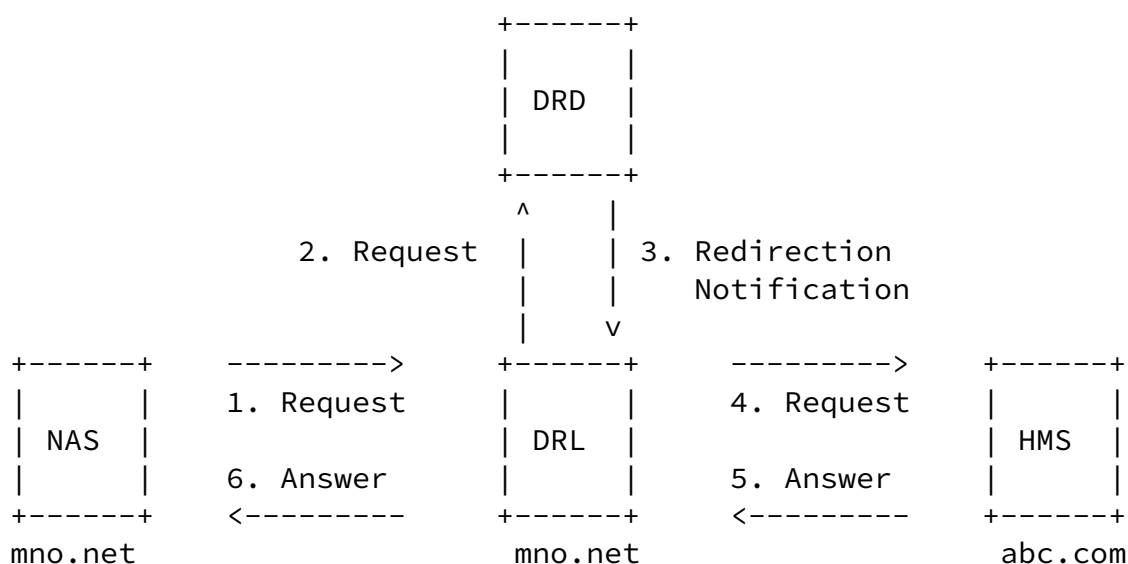 DRD
2. Request 3. Redirection
Notification
1. Request 4. Request
NAS DRL HMS
6. Answer 5. Answer
mno.net mno.net abc.com